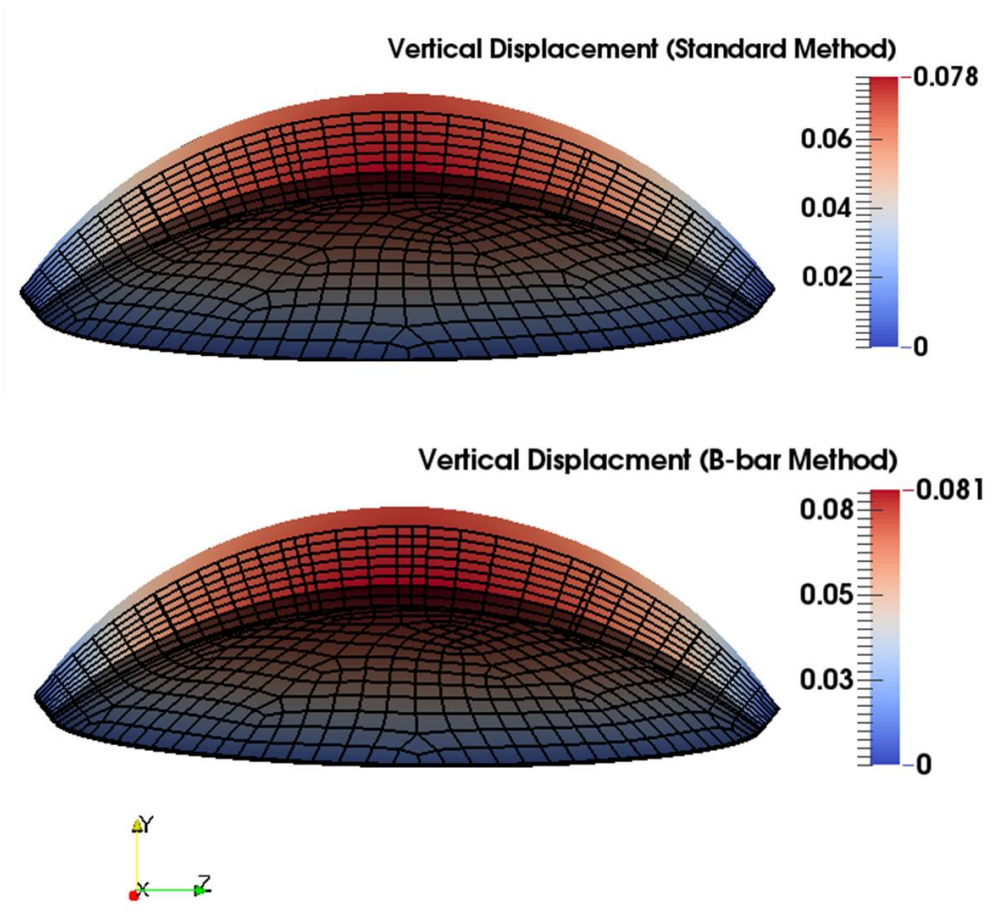 Vertical Displacement (Standard Method)
0.078
0.06
0.04
0.02
0
Vertical Displacment (B-bar Method)
0.081
0.08
0.05
0.03
0
Y
X
Z